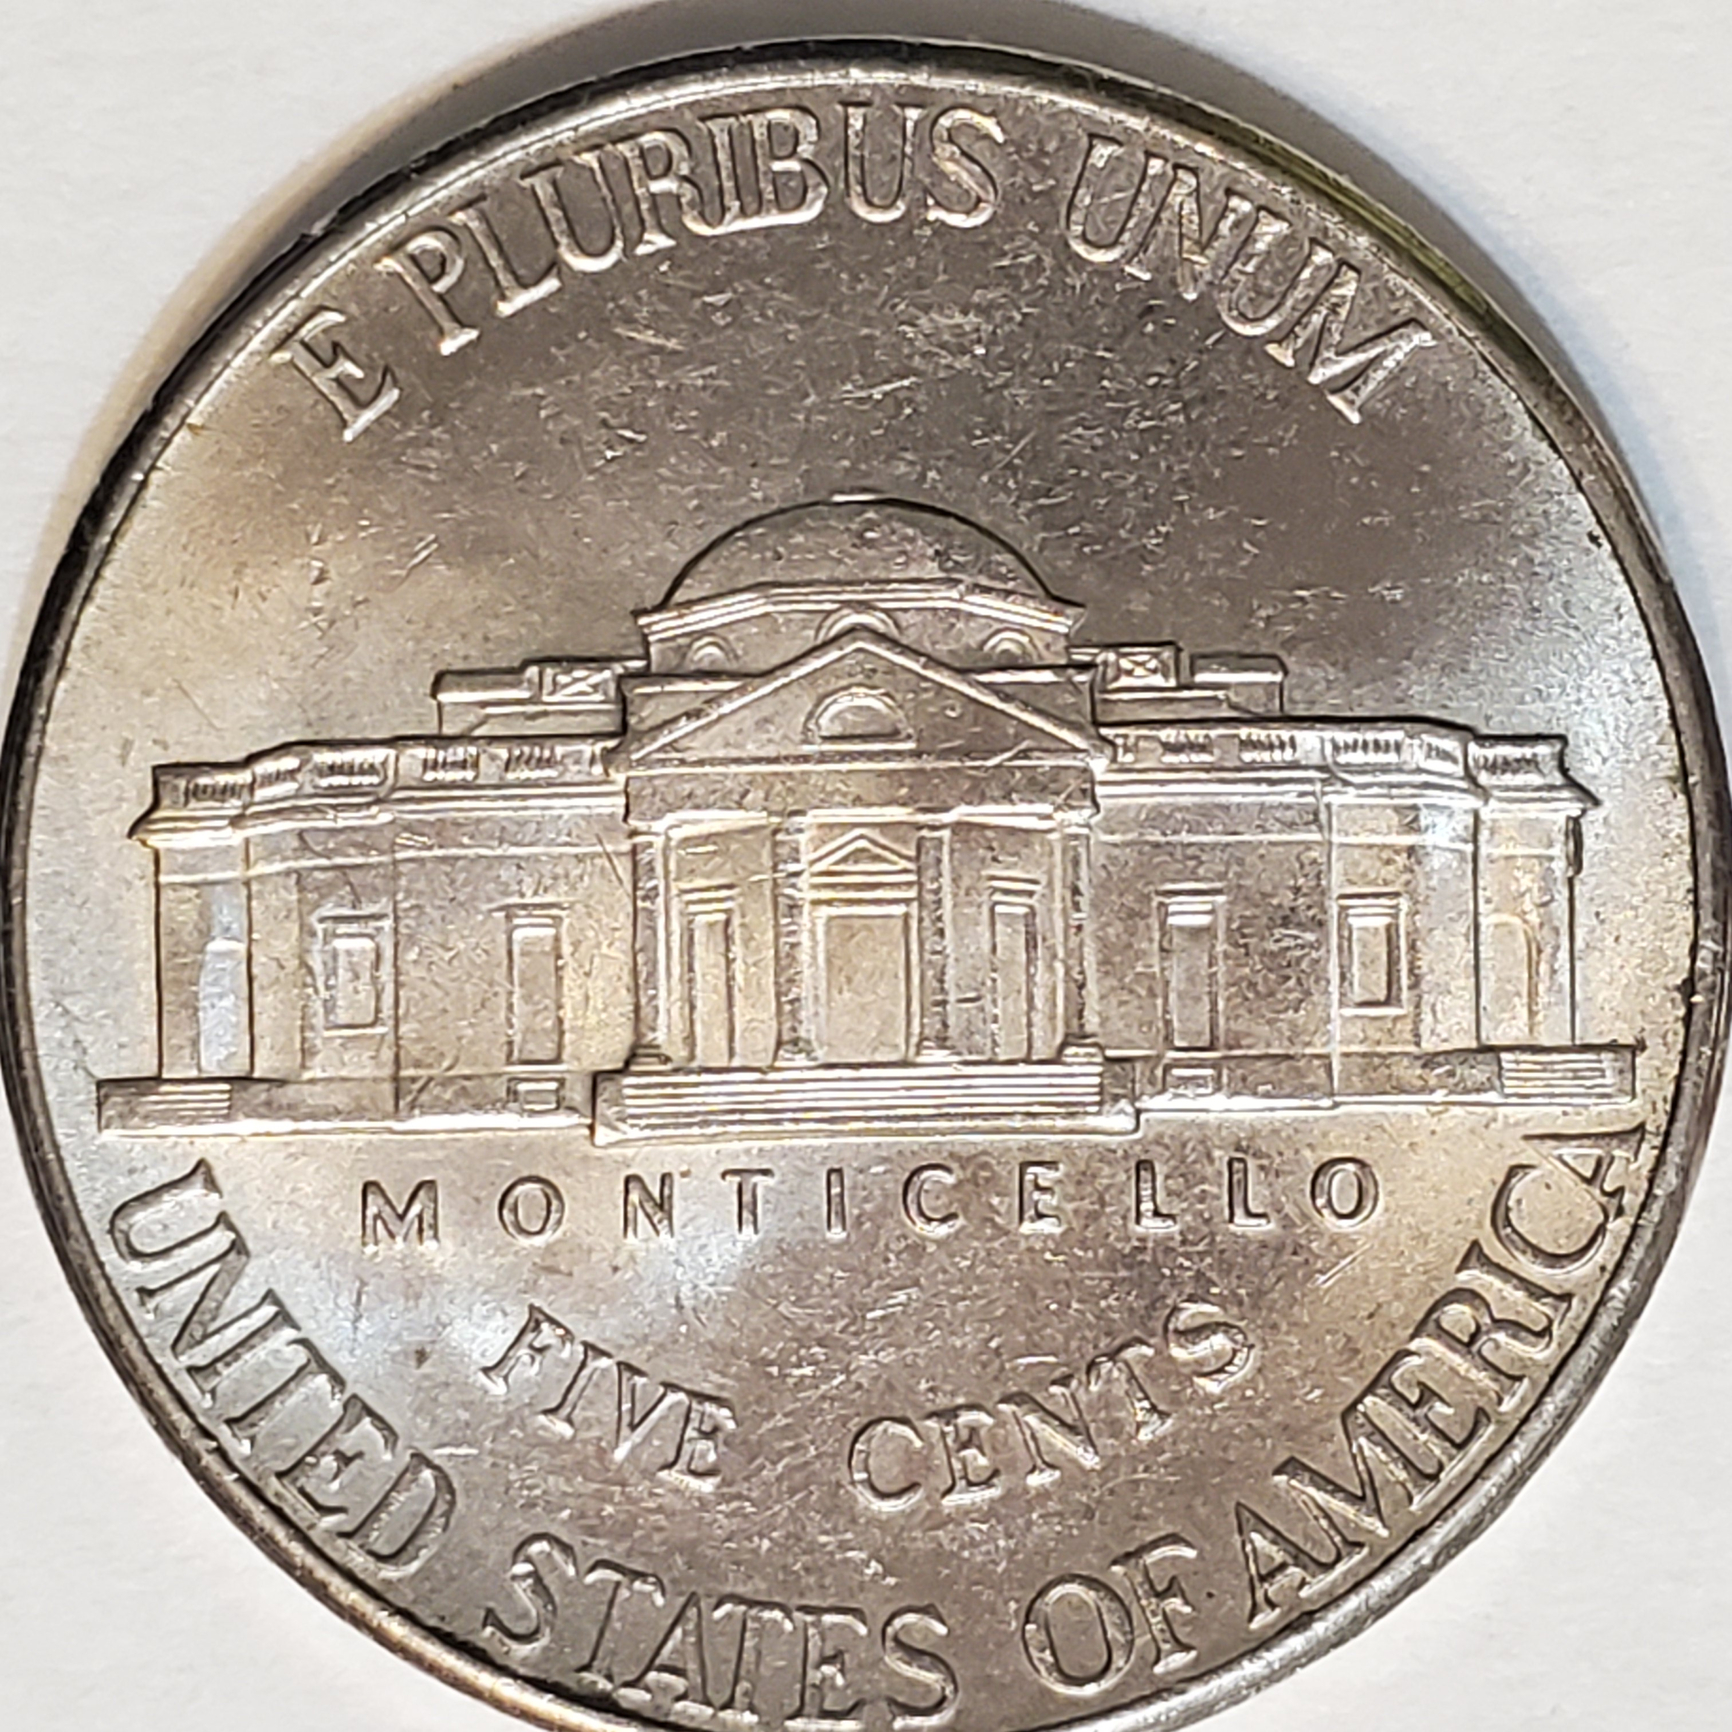 E PLURIBUS UNUM
MONTICELLO
FIVE CENTS
UNITED STATES OF AMERICA